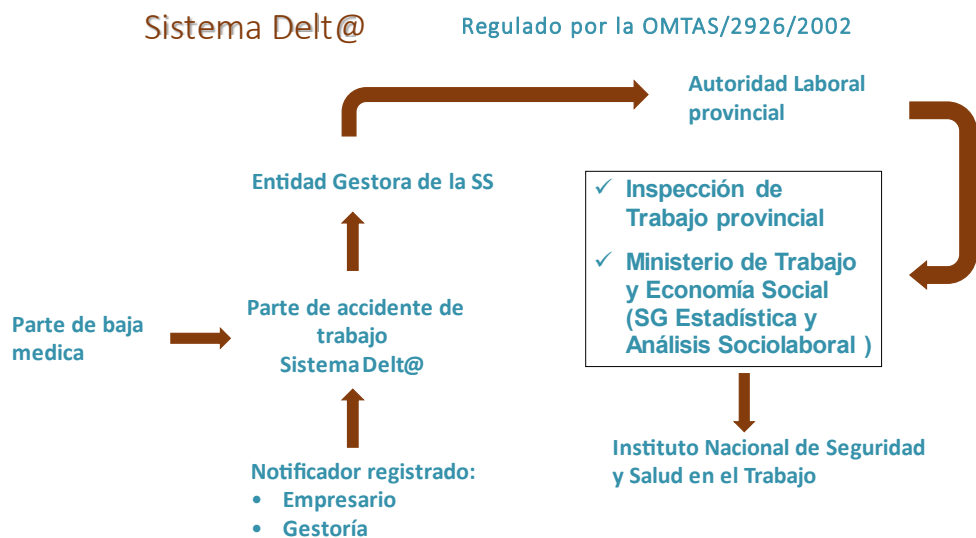 Sistema Delt@
Regulado por la OMTAS/2926/2002
Autoridad Laboral
provincial
Entidad Gestora de la SS
✓ Inspección de
Trabajo provincial
✓ Ministerio de Trabajo
y Economía Social
(SG Estadística y
Análisis Sociolaboral )
Parte de baja
medica
Parte de accidente de
trabajo
Sistema Delt@
Instituto Nacional de Seguridad
y Salud en el Trabajo
Notificador registrado:
• Empresario
• Gestoría